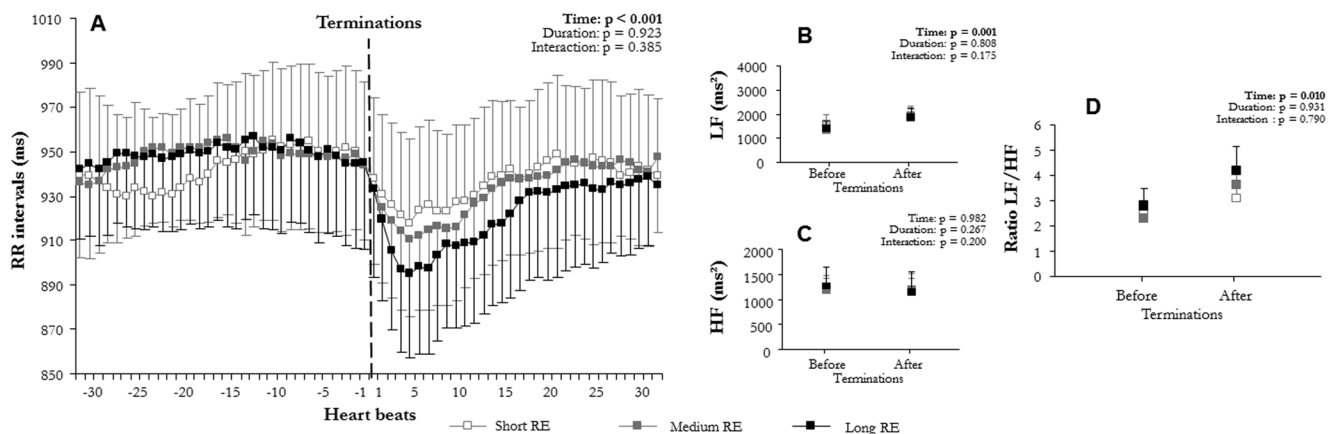 A
Terminations
Time: p < 0.001
Duration: p = 0.923
Interaction: p = 0.385
RR intervals (ms)
1010
990
970
950
930
910
890
870
850
-30
-25
-20
-15
-10
-5
-1
1
5
10
15
20
25
30
Heart beats
B
Time: p = 0.001
Duration: p = 0.808
Interaction: p = 0.175
LF (ms²)
4000
3000
2000
1000
0
Before
After
Terminations
C
Time: p = 0.982
Duration: p = 0.267
Interaction: p = 0.200
HF (ms²)
2000
1500
1000
500
0
Before
After
Terminations
D
Time: p = 0.010
Duration: p = 0.931
Interaction : p = 0.790
Ratio LF/HF
6
5
4
3
2
1
0
Before
After
Terminations
Short RE
Medium RE
Long RE